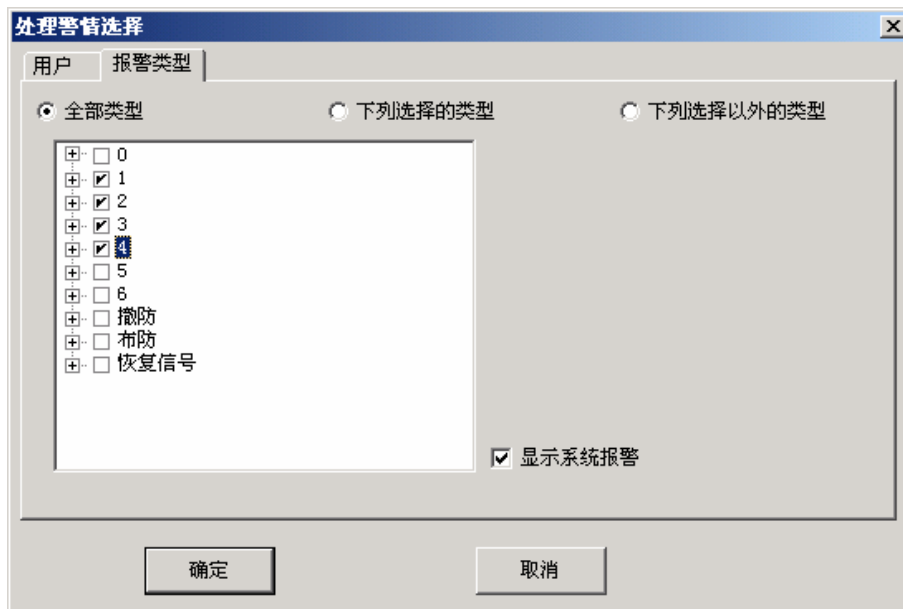 处理警情选择
用户 报警类型
全部类型 下列选择的类型 下列选择以外的类型
0
1
2
3
4
5
6
撤防
布防
恢复信号
显示系统报警
确定 取消